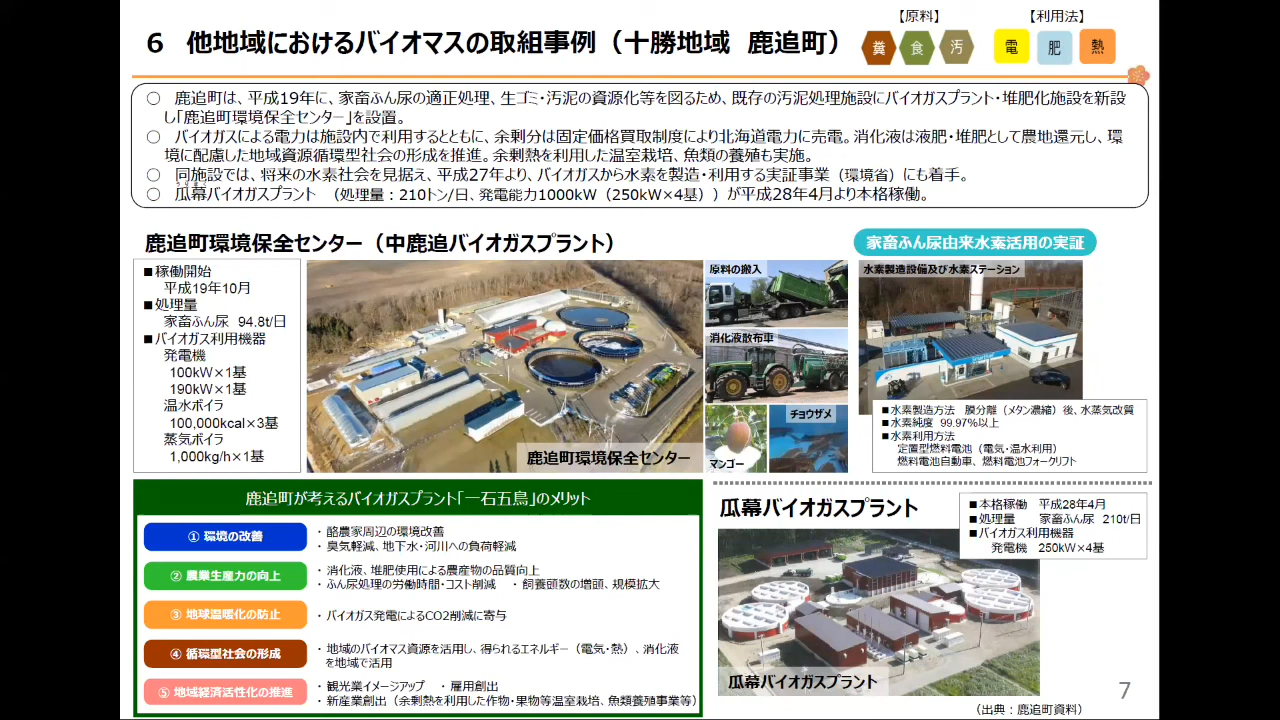 6 他地域におけるバイオマスの取組事例（十勝地域 鹿追町）
【原料】
【利用法】
糞
食
汚
電
肥
熱
○ 鹿追町は、平成19年に、家畜ふん尿の適正処理、生ゴミ・汚泥の資源化等を図るため、既存の汚泥処理施設にバイオガスプラント・堆肥化施設を新設
し「鹿追町環境保全センター」を設置。
○ バイオガスによる電力は施設内で利用するとともに、余剰分は固定価格買取制度により北海道電力に売電。消化液は液肥・堆肥として農地還元し、環
境に配慮した地域資源循環型社会の形成を推進。余剰熱を利用した温室栽培、魚類の養殖も実施。
○ 同施設では、将来の水素社会を見据え、平成27年より、バイオガスから水素を製造・利用する実証事業（環境省）にも着手。
○ 瓜幕バイオガスプラント （処理量：210トン/日、発電能力1000kW（250kW×4基））が平成28年4月より本格稼働。
鹿追町環境保全センター（中鹿追バイオガスプラント）
■稼働開始
平成19年10月
■処理量
家畜ふん尿 94.8t/日
■バイオガス利用機器
発電機
100kW×1基
190kW×1基
温水ボイラ
100,000kcal×3基
蒸気ボイラ
1,000kg/h×1基
鹿追町環境保全センター
原料の搬入
消化液散布車
マンゴー
チョウザメ
家畜ふん尿由来水素活用の実証
水素製造設備及び水素ステーション
■水素製造方法 膜分離（メタン濃縮）後、水蒸気改質
■水素純度 99.97%以上
■水素利用方法
定置型燃料電池（電気・温水利用）
燃料電池自動車、燃料電池フォークリフト
鹿追町が考えるバイオガスプラント「一石五鳥」のメリット
① 環境の改善
・酪農家周辺の環境改善
・臭気軽減、地下水・河川への負荷軽減
② 農業生産力の向上
・消化液、堆肥使用による農産物の品質向上
・ふん尿処理の労働時間・コスト削減 ・飼養頭数の増頭、規模拡大
③ 地球温暖化の防止
・バイオガス発電によるCO2削減に寄与
④ 循環型社会の形成
・地域のバイオマス資源を活用し、得られるエネルギー（電気・熱）、消化液
を地域で活用
⑤ 地域経済活性化の推進
・観光業イメージアップ ・雇用創出
・新産業創出（余剰熱を利用した作物・果物等温室栽培、魚類養殖事業等）
瓜幕バイオガスプラント
■本格稼働 平成28年4月
■処理量 家畜ふん尿 210t/日
■バイオガス利用機器
発電機 250kW×4基
瓜幕バイオガスプラント
7
（出典：鹿追町資料）